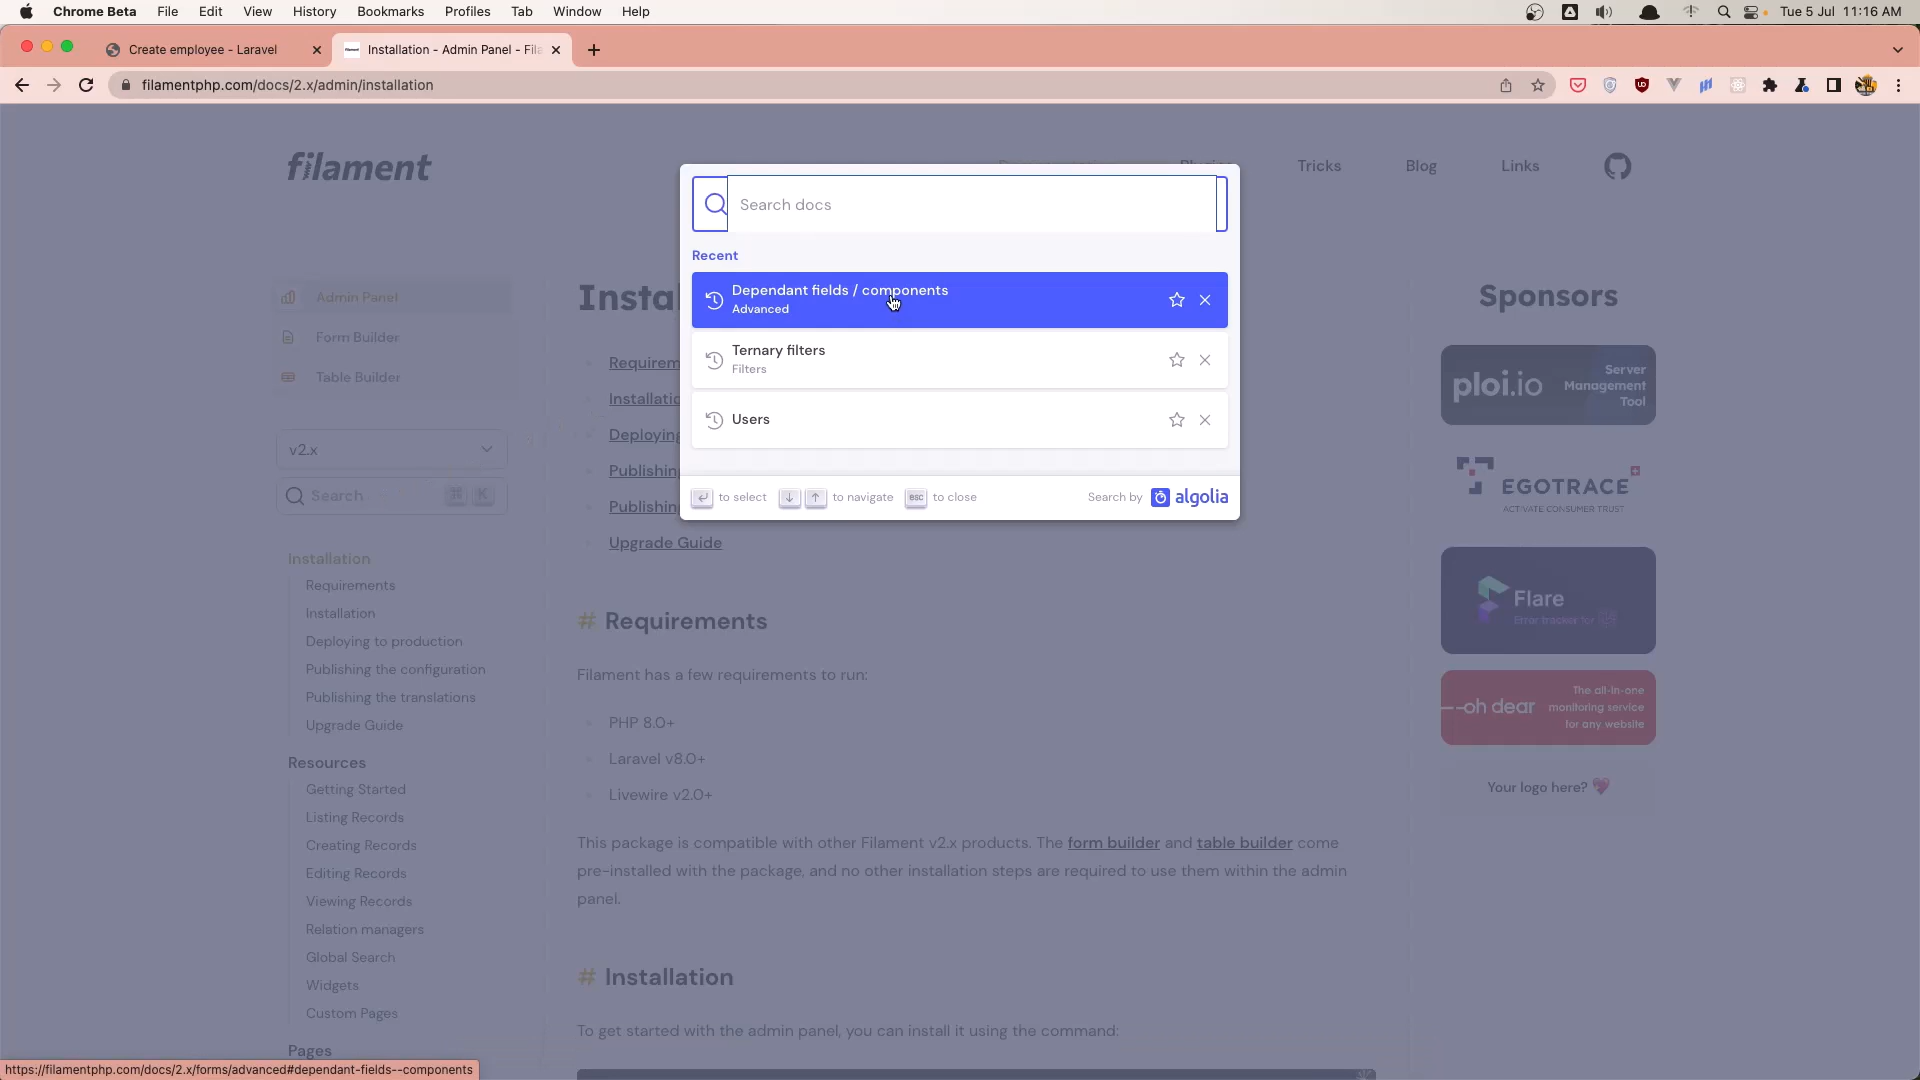 Chrome Beta File Edit View History Bookmarks Profiles Tab Window Help Tue 5 Jul 11:16 AM
Create employee - Laravel
Installation - Admin Panel - Fila
filamentphp.com/docs/2.x/admin/installation
filament
Tricks
Blog
Links
Search docs
Recent
Dependant fields / components
Advanced
Ternary filters
Filters
Users
to select
to navigate
ESC to close
Search by algolia
Admin Panel
Form Builder
Table Builder
v2.x
Search ⌘ K
Installation
Requirements
Installation
Deploying to production
Publishing the configuration
Publishing the translations
Upgrade Guide
Resources
Getting Started
Listing Records
Creating Records
Editing Records
Viewing Records
Relation managers
Global Search
Widgets
Custom Pages
Pages
Upgrade Guide
# Requirements
Filament has a few requirements to run:
PHP 8.0+
Laravel v8.0+
Livewire v2.0+
This package is compatible with other Filament v2.x products. The form builder and table builder come
pre-installed with the package, and no other installation steps are required to use them within the admin
panel.
# Installation
To get started with the admin panel, you can install it using the command:
Sponsors
ploi.io
Server
Management
Tool
EGOTRACE
ACTIVATE CONSUMER TRUST
Flare
Error tracker for
oh dear
The all-in-one
monitoring service
for any website
Your logo here?
https://filamentphp.com/docs/2.x/forms/advanced#dependant-fields--components